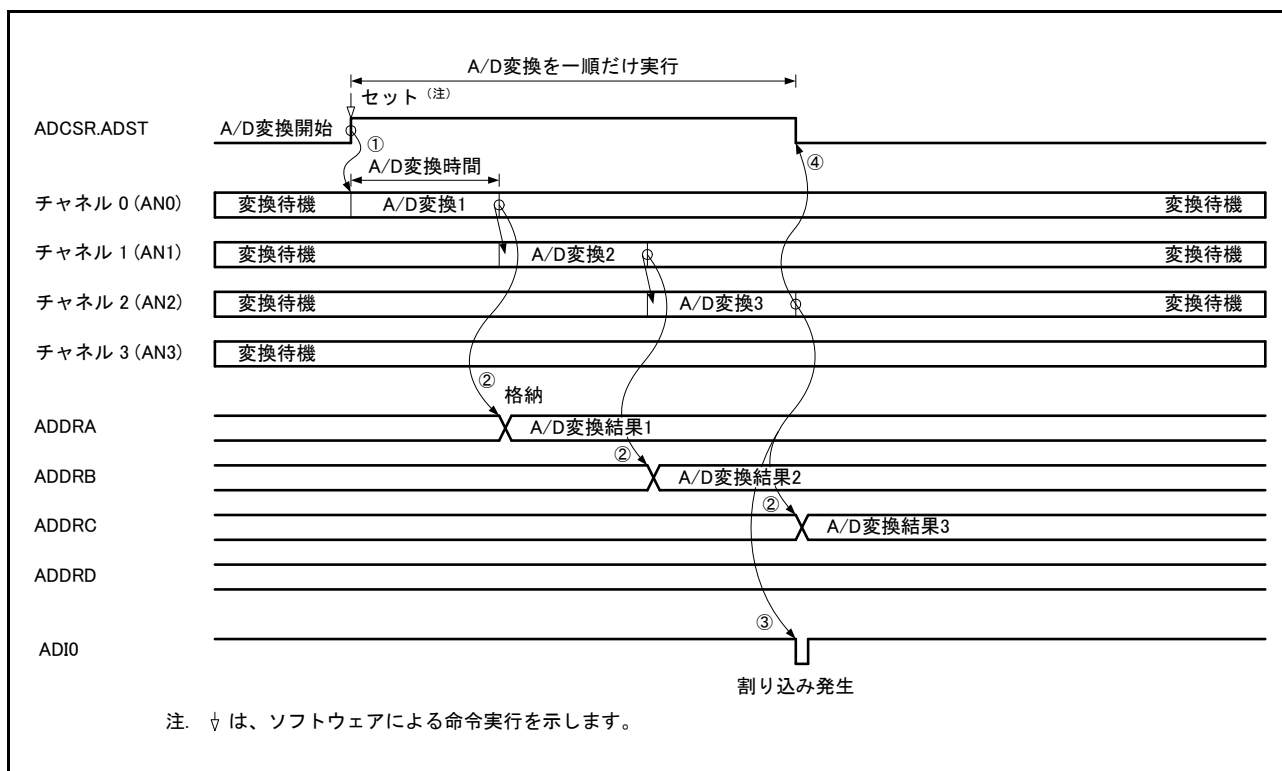 A/D変換を一順だけ実行
セット（注）
ADCSR.ADST A/D変換開始 ① ④
A/D変換時間
チャネル 0 (AN0) 変換待機 A/D変換1 変換待機
チャネル 1 (AN1) 変換待機 A/D変換2 変換待機
チャネル 2 (AN2) 変換待機 A/D変換3 変換待機
チャネル 3 (AN3) 変換待機
② 格納
ADDRA A/D変換結果1
ADDRB ② A/D変換結果2
ADDRC ② A/D変換結果3
ADDRD
ADI0 ③
割り込み発生
注. は、ソフトウェアによる命令実行を示します。